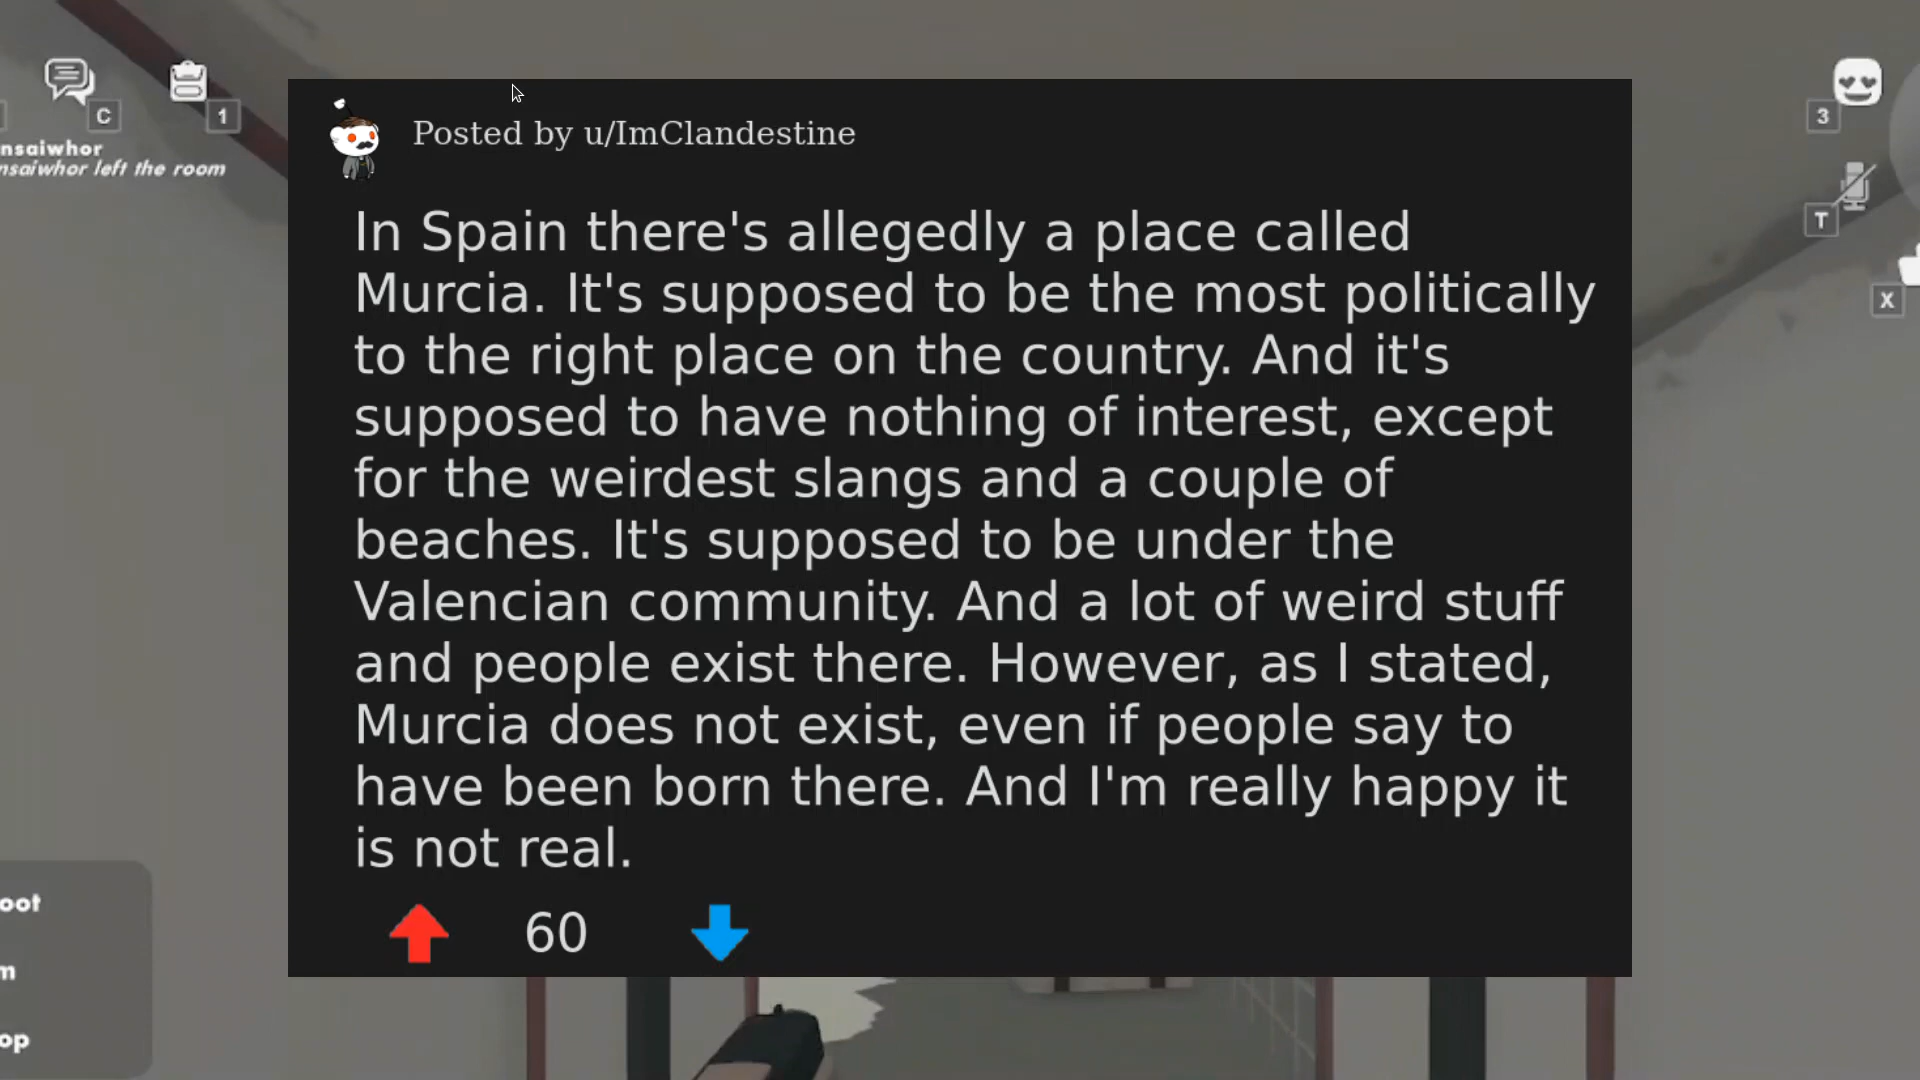 C
1
3
nsaiwhor
nsaiwhor left the room
T
X
Posted by u/ImClandestine
In Spain there's allegedly a place called
Murcia. It's supposed to be the most politically
to the right place on the country. And it's
supposed to have nothing of interest, except
for the weirdest slangs and a couple of
beaches. It's supposed to be under the
Valencian community. And a lot of weird stuff
and people exist there. However, as I stated,
Murcia does not exist, even if people say to
have been born there. And I'm really happy it
is not real.
60
oot
m
op